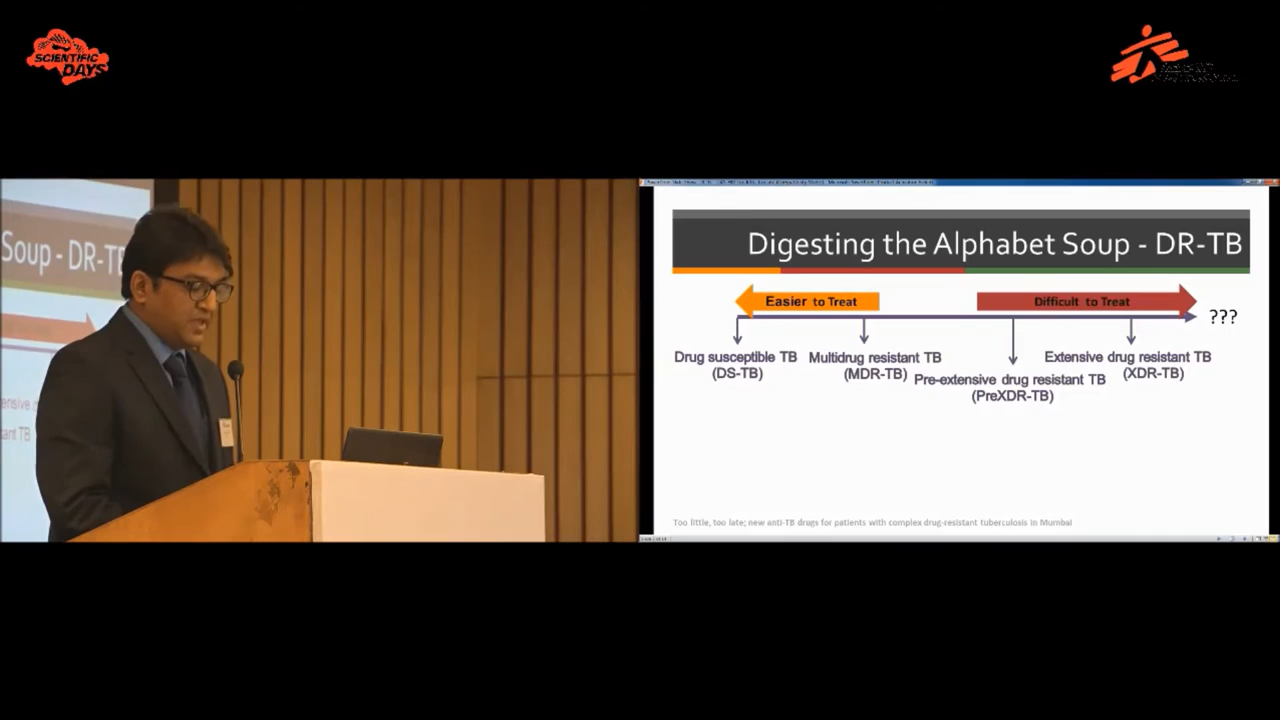 SCIENTIFIC
DAYS
Soup - DR-TB
Digesting the Alphabet Soup - DR-TB
Easier to Treat
Difficult to Treat
???
Drug susceptible TB
(DS-TB)
Multidrug resistant TB
(MDR-TB)
Pre-extensive drug resistant TB
(PreXDR-TB)
Extensive drug resistant TB
(XDR-TB)
Too little, too late; new anti-TB drugs for patients with complex drug-resistant tuberculosis in Mumbai